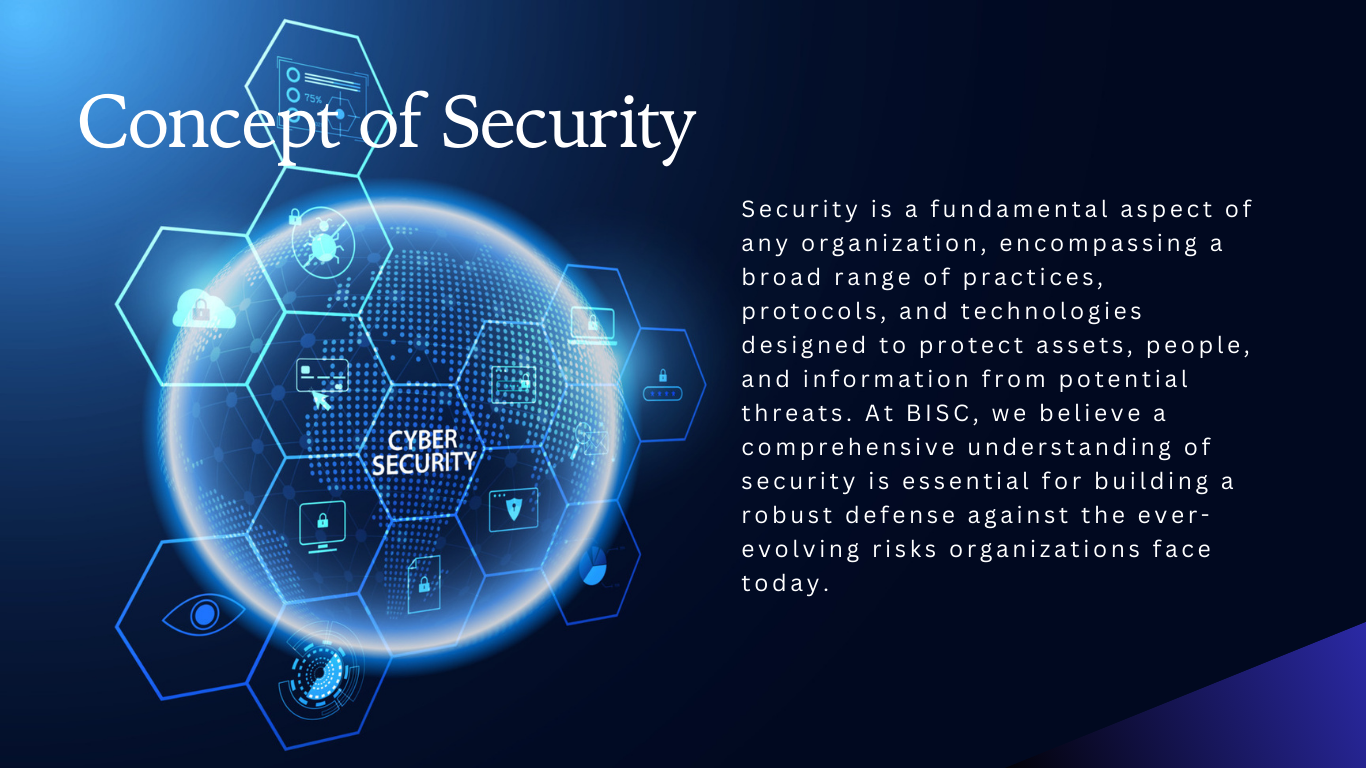 75%
Concept of Security
Security is a fundamental aspect of
any organization, encompassing a
broad range of practices,
protocols, and technologies
designed to protect assets, people,
and information from potential
threats. At BISC, we believe a
comprehensive understanding of
security is essential for building a
robust defense against the ever-
evolving risks organizations face
today.
CYBER
SECURITY